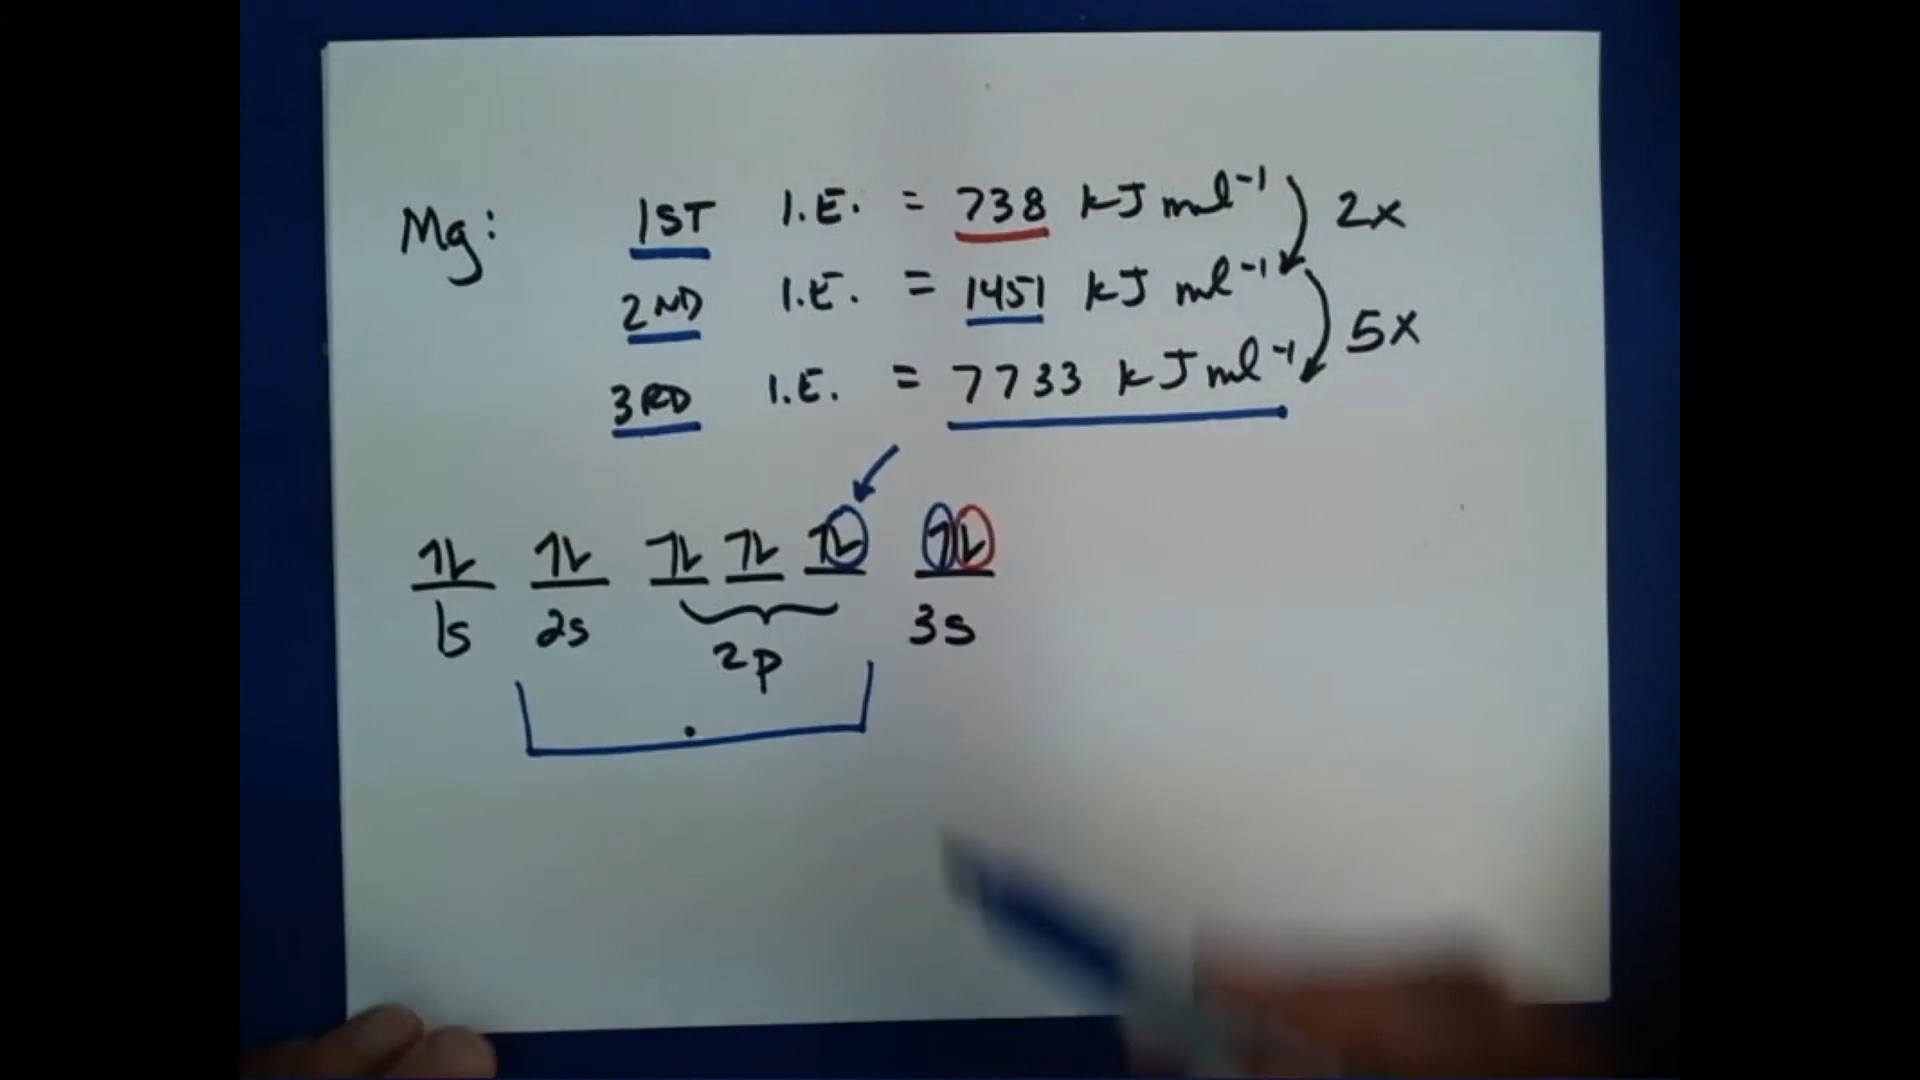 Mg: 1ST I.E. = 738 kJ mol⁻¹ 2x
2ND I.E. = 1451 kJ mol⁻¹ 5x
3RD I.E. = 7733 kJ mol⁻¹
1s 2s 2p 3s